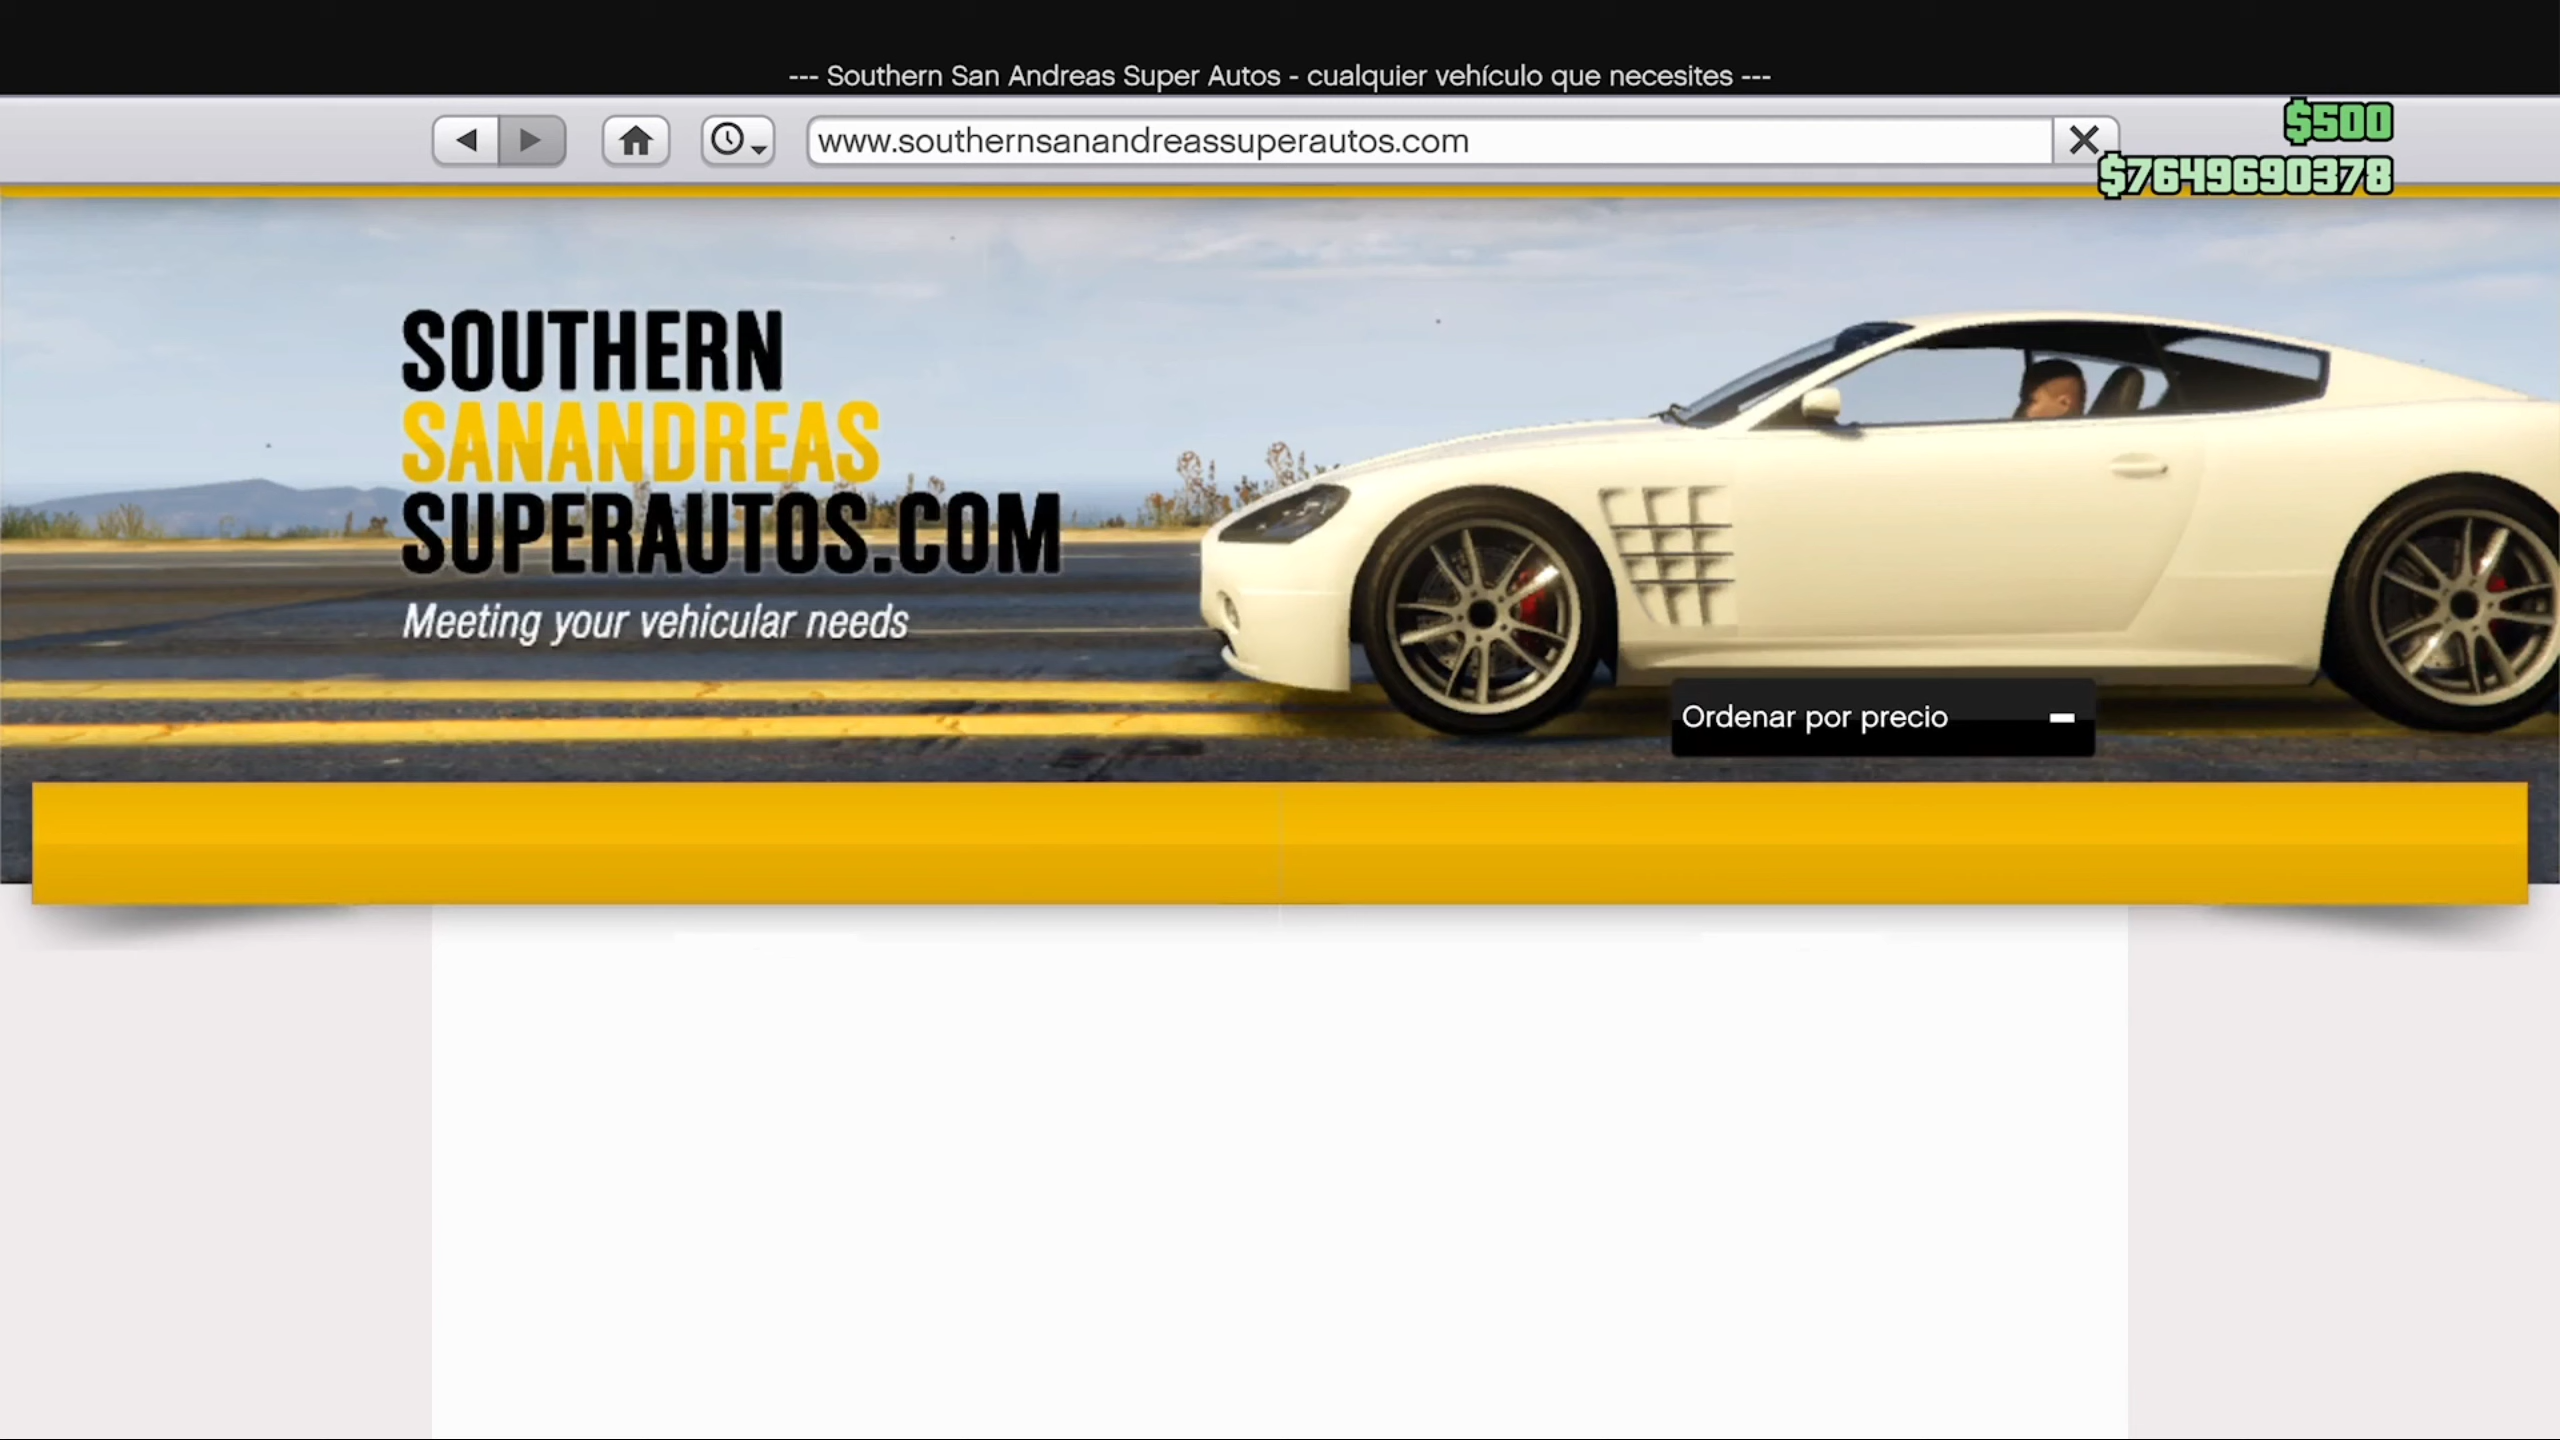 --- Southern San Andreas Super Autos - cualquier vehículo que necesites ---
www.southernsanandreassuperautos.com
$500
$7649690378
SOUTHERN
SANANDREAS
SUPERAUTOS.COM
Meeting your vehicular needs
Ordenar por precio